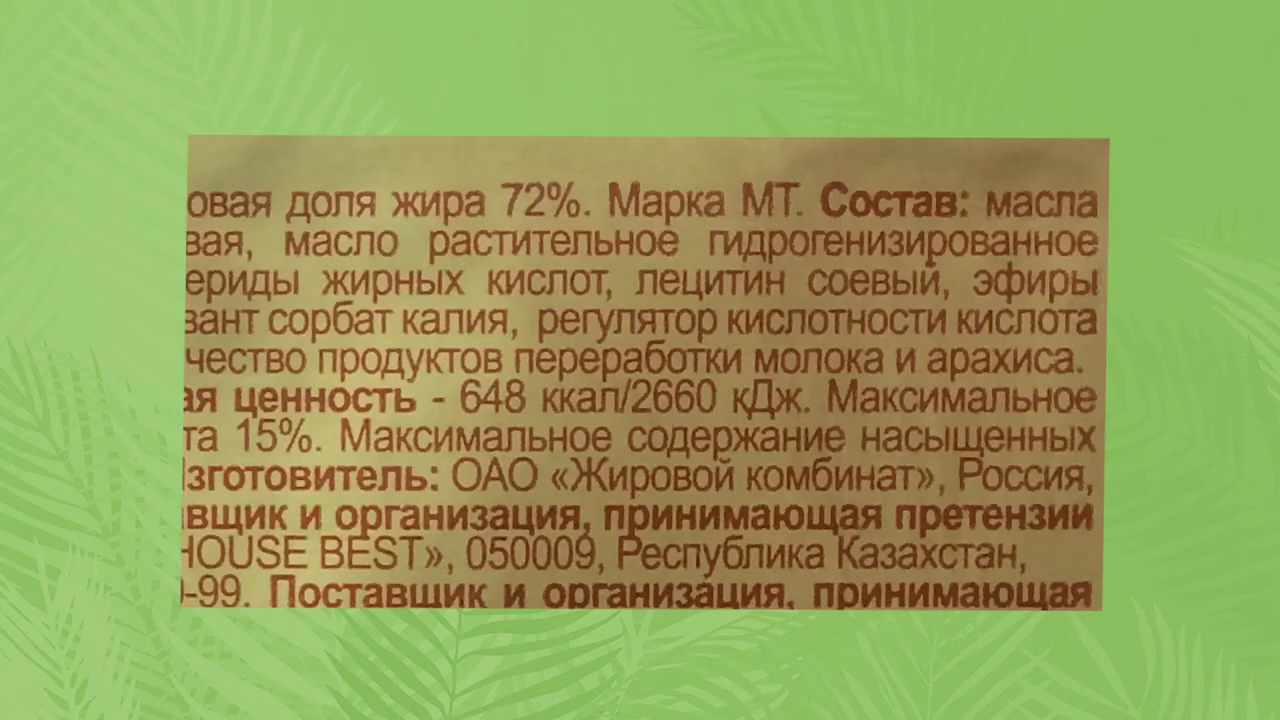 овая доля жира 72%. Марка МТ. Состав: масла
вая, масло растительное гидрогенизированное
ериды жирных кислот, лецитин соевый, эфиры
вант сорбат калия, регулятор кислотности кислота
чество продуктов переработки молока и арахиса.
ая ценность - 648 ккал/2660 кДж. Максимальное
та 15%. Максимальное содержание насыщенных
Изготовитель: ОАО «Жировой комбинат», Россия,
авщик и организация, принимающая претензии
HOUSE BEST», 050009, Республика Казахстан,
-99. Поставщик и организация, принимающая